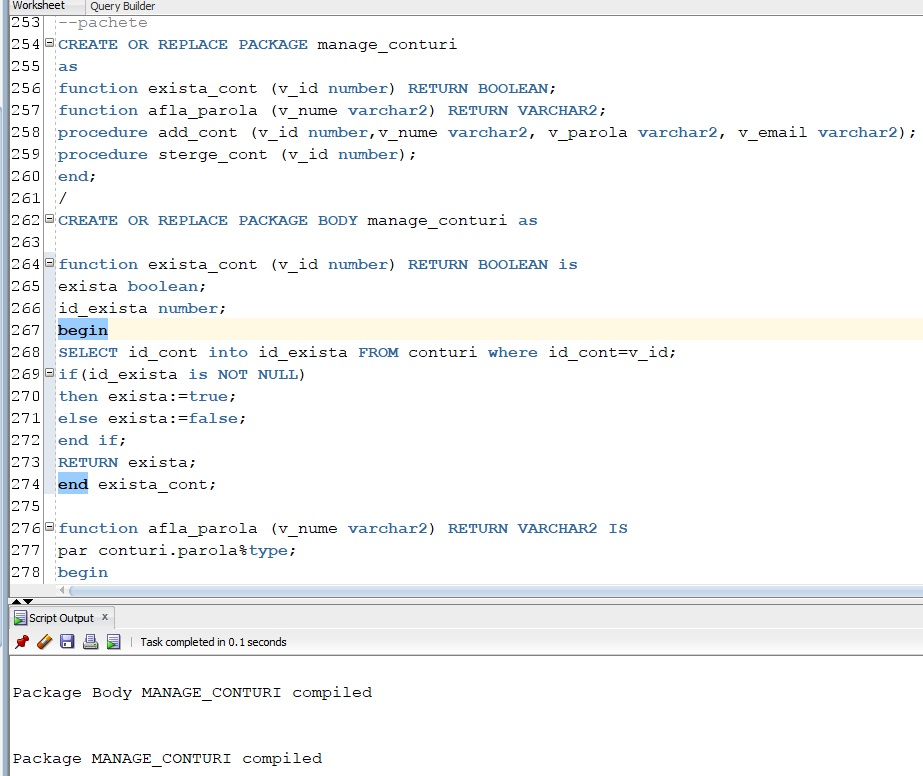 Worksheet Query Builder
253 --pachete
254 CREATE OR REPLACE PACKAGE manage_conturi
255 as
256 function exista_cont (v_id number) RETURN BOOLEAN;
257 function afla_parola (v_nume varchar2) RETURN VARCHAR2;
258 procedure add_cont (v_id number,v_nume varchar2, v_parola varchar2, v_email varchar2);
259 procedure sterge_cont (v_id number);
260 end;
261 /
262 CREATE OR REPLACE PACKAGE BODY manage_conturi as
263
264 function exista_cont (v_id number) RETURN BOOLEAN is
265 exista boolean;
266 id_exista number;
267 begin
268 SELECT id_cont into id_exista FROM conturi where id_cont=v_id;
269 if(id_exista is NOT NULL)
270 then exista:=true;
271 else exista:=false;
272 end if;
273 RETURN exista;
274 end exista_cont;
275
276 function afla_parola (v_nume varchar2) RETURN VARCHAR2 IS
277 par conturi.parola%type;
278 begin
Script Output x
Task completed in 0.1 seconds
Package Body MANAGE_CONTURI compiled
Package MANAGE_CONTURI compiled